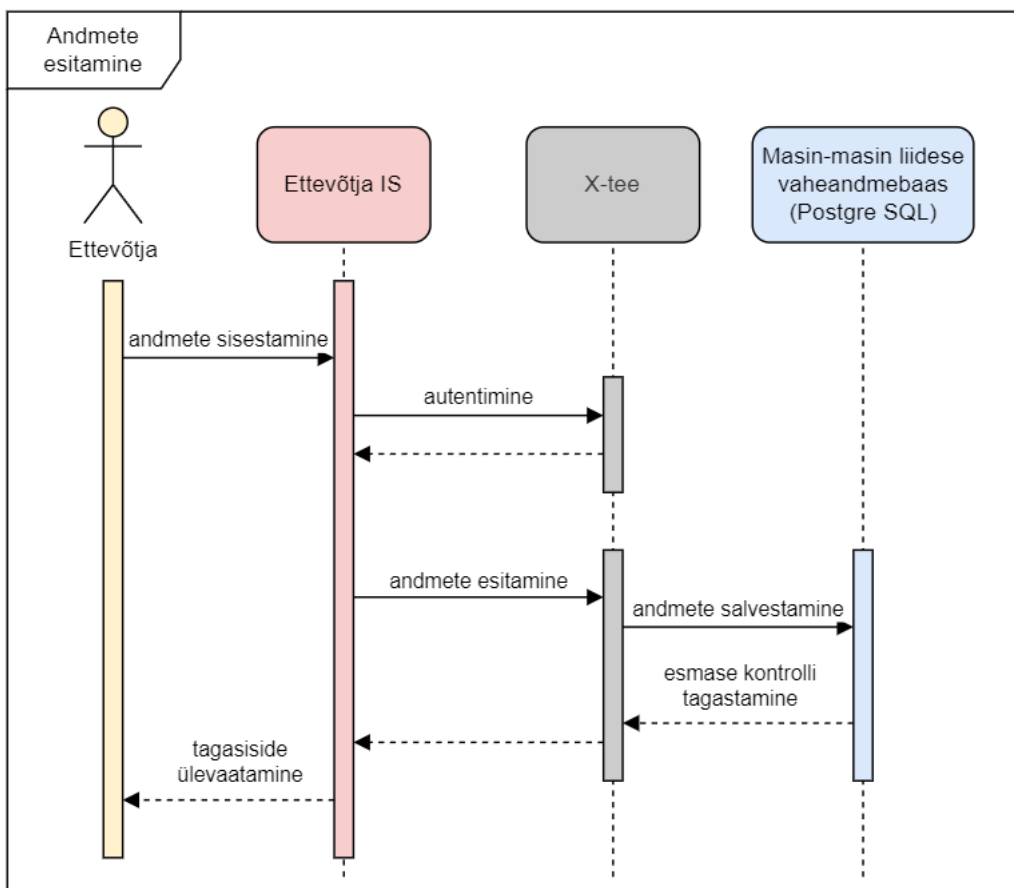 Andmete
esitamine
Ettevõtja
Ettevõtja IS
X-tee
Masin-masin liidese
vaheandmebaas
(Postgre SQL)
andmete sisestamine
autentimine
andmete esitamine
andmete salvestamine
esmase kontrolli
tagastamine
tagasiside
ülevaatamine